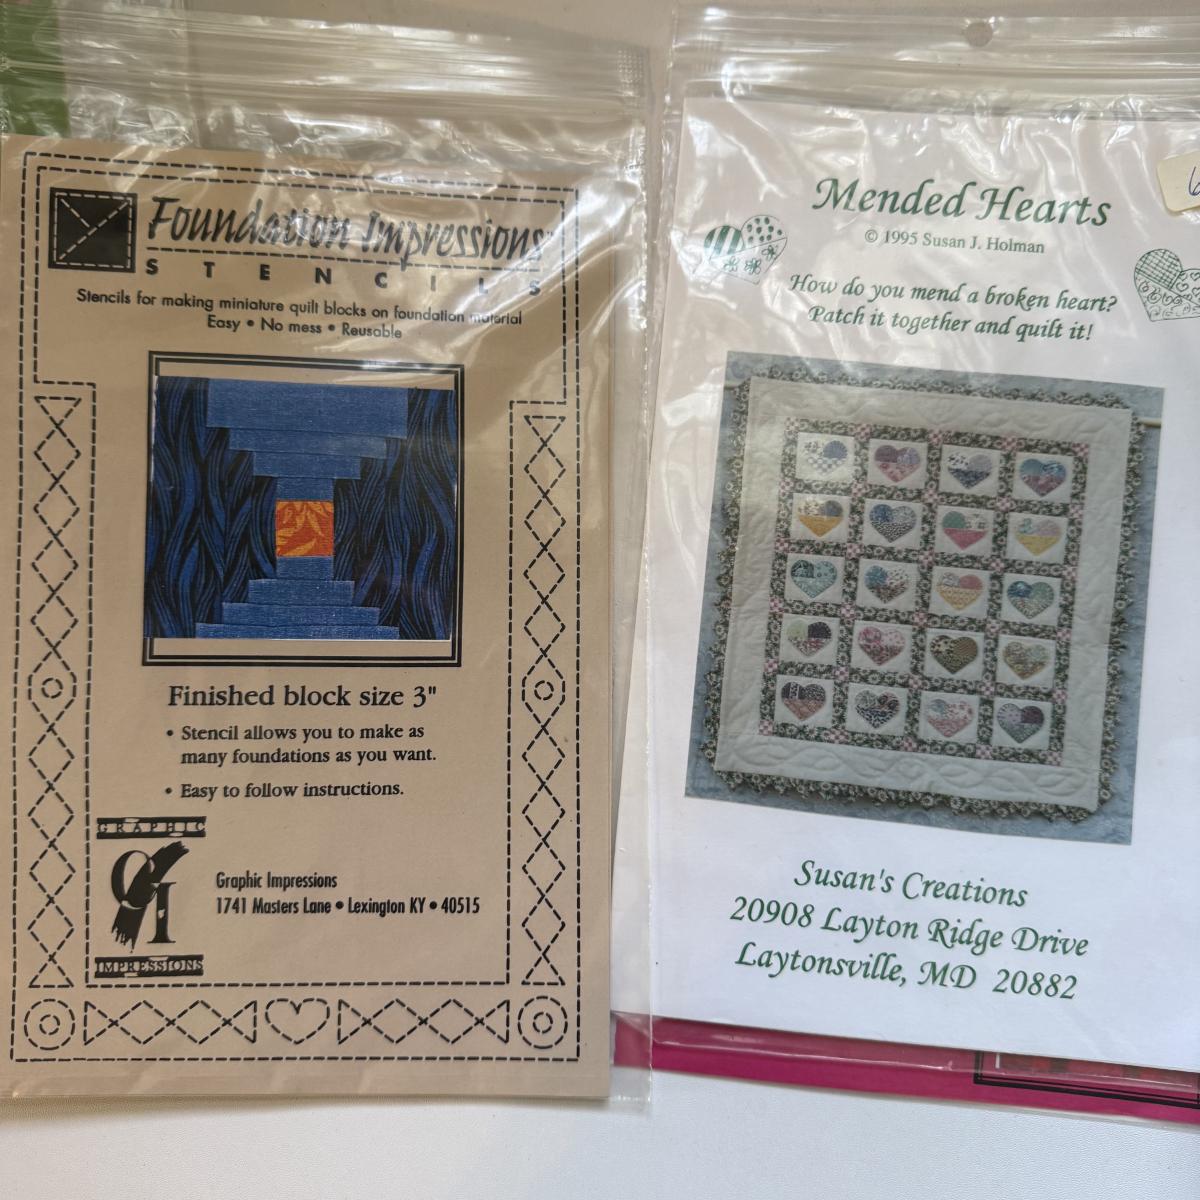 Foundation Impressions™
STENCILS
Stencils for making miniature quilt blocks on foundation material
Easy • No mess • Reusable
Finished block size 3"
• Stencil allows you to make as
many foundations as you want.
• Easy to follow instructions.
GRAPHIC
GI
IMPRESSIONS
Graphic Impressions
1741 Masters Lane • Lexington KY • 40515
Mended Hearts
© 1995 Susan J. Holman
How do you mend a broken heart?
Patch it together and quilt it!
Susan's Creations
20908 Layton Ridge Drive
Laytonsville, MD 20882